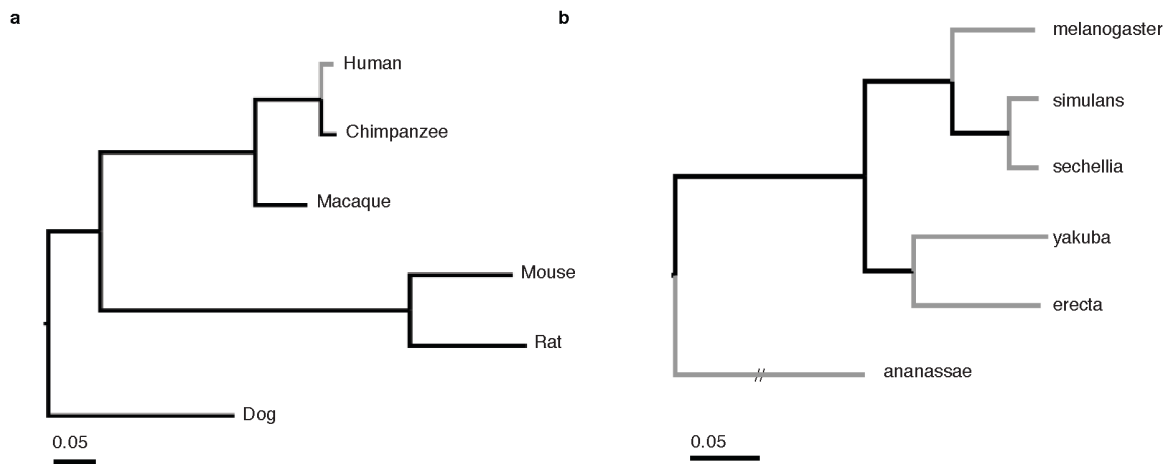 a
Human
Chimpanzee
Macaque
Mouse
Rat
Dog
0.05
b
melanogaster
simulans
sechellia
yakuba
erecta
ananassae
//
0.05